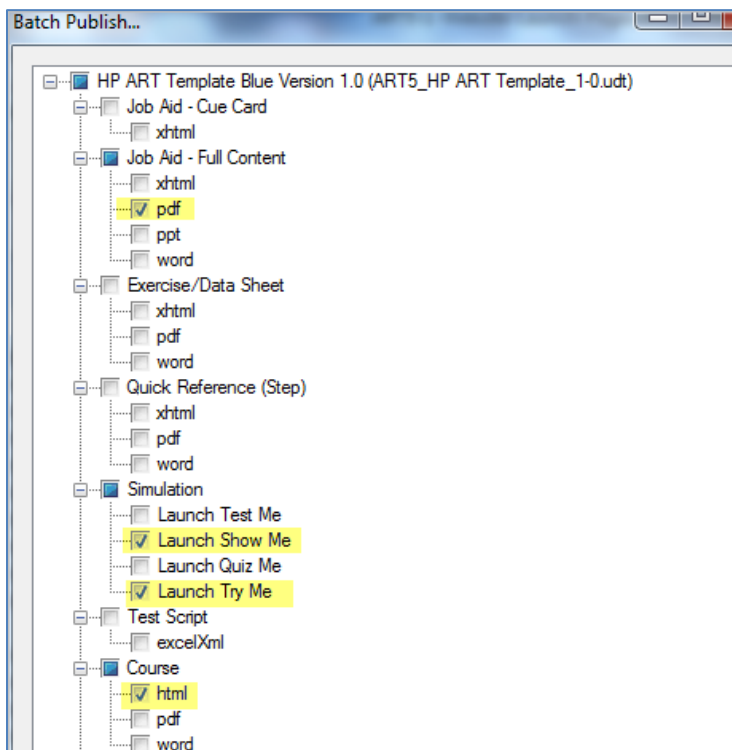 Batch Publish...
HP ART Template Blue Version 1.0 (ART5_HP ART Template_1-0.udt)
Job Aid - Cue Card
xhtml
Job Aid - Full Content
xhtml
pdf
ppt
word
Exercise/Data Sheet
xhtml
pdf
word
Quick Reference (Step)
xhtml
pdf
word
Simulation
Launch Test Me
Launch Show Me
Launch Quiz Me
Launch Try Me
Test Script
excelXml
Course
html
pdf
word